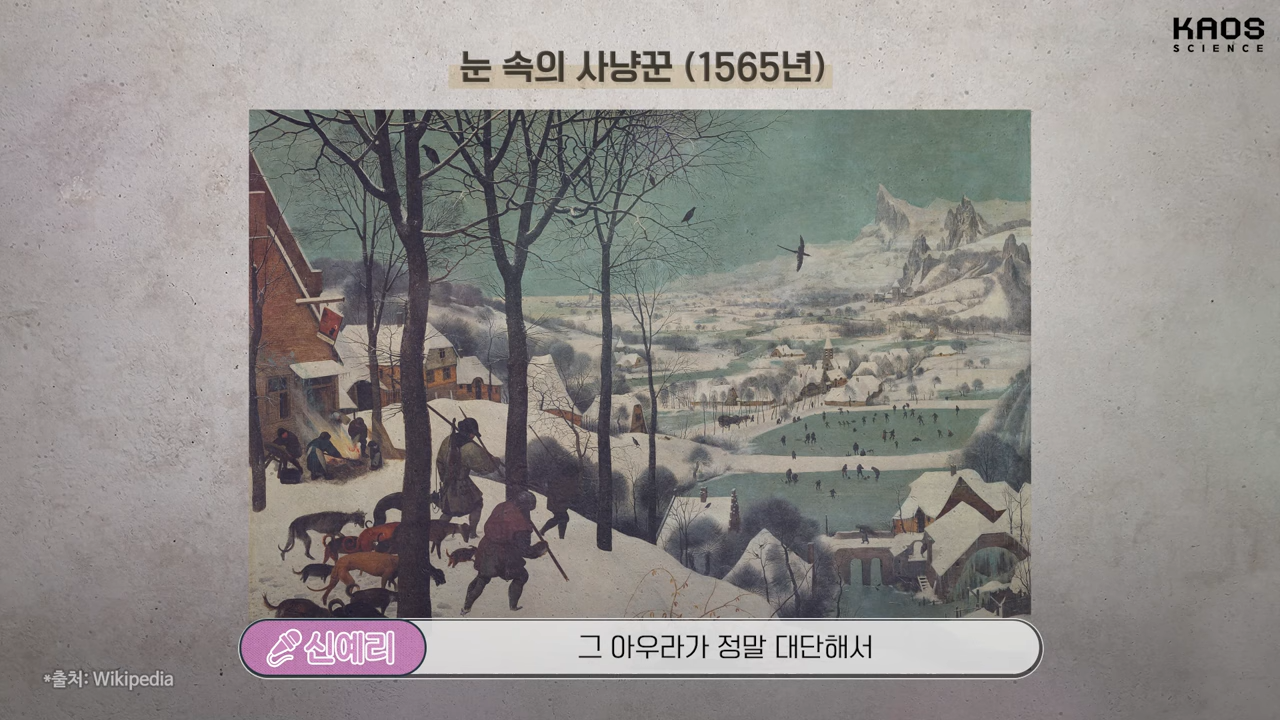 KAOS
SCIENCE
눈 속의 사냥꾼 (1565년)
신예리
그 아우라가 정말 대단해서
*출처: Wikipedia